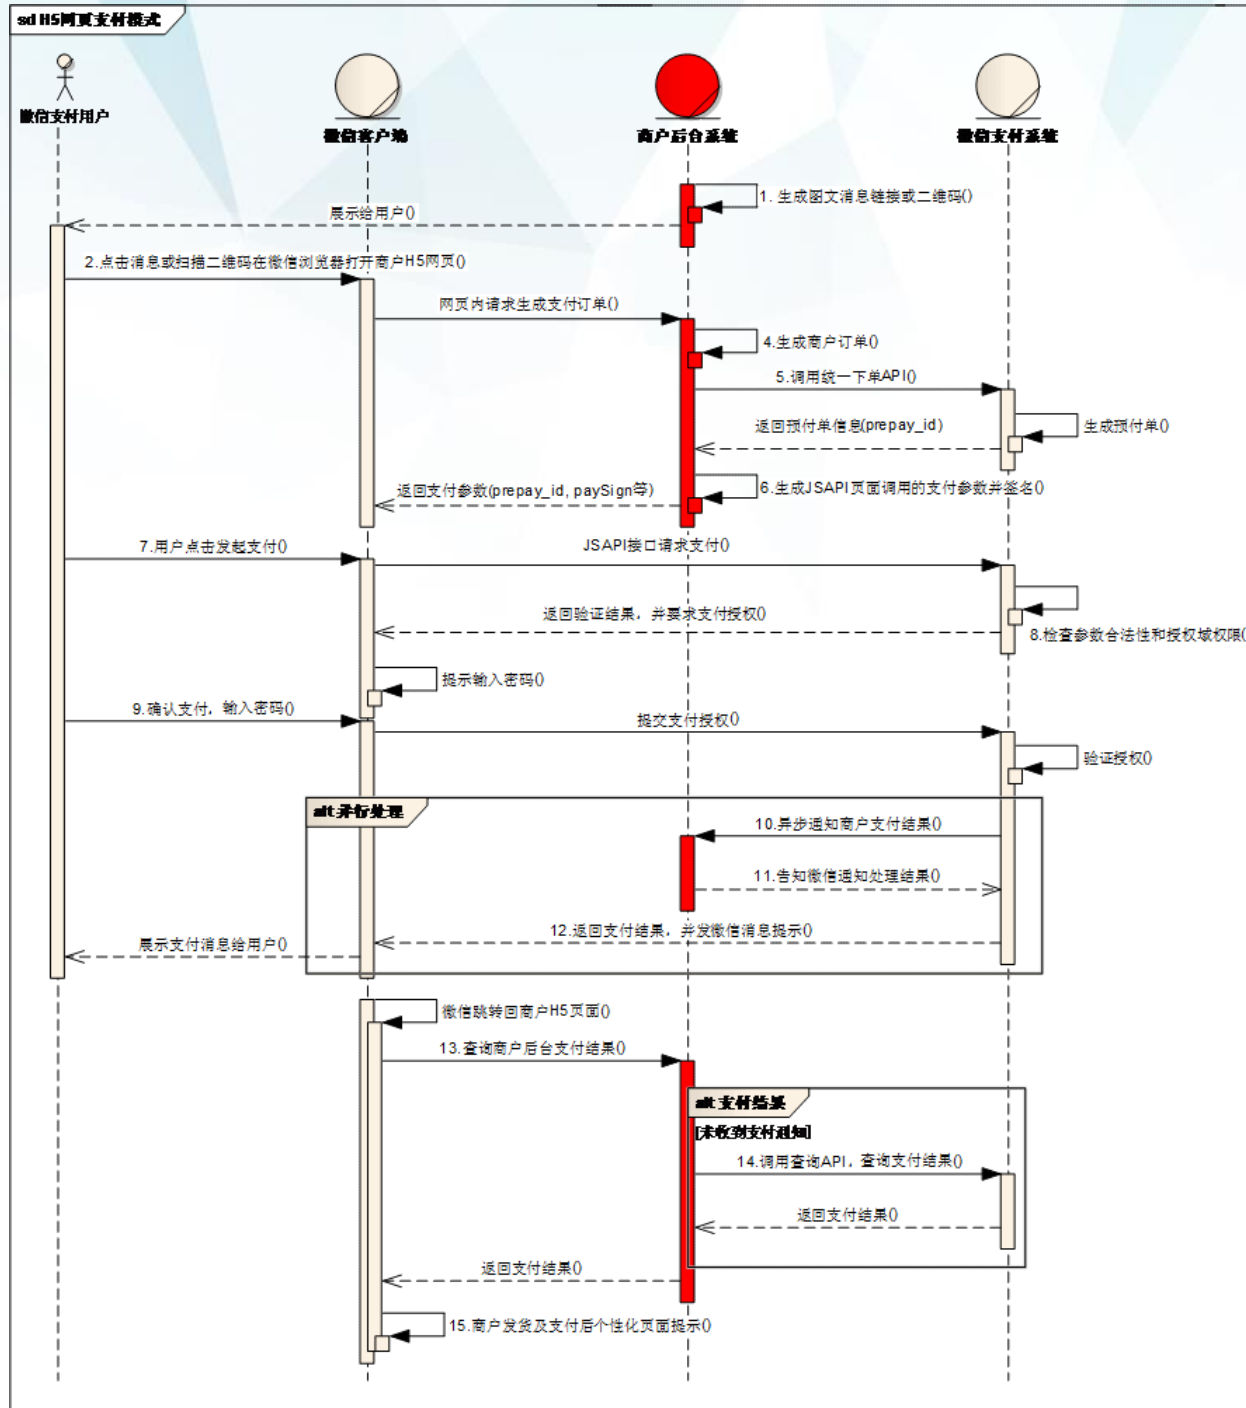 sd H5网页支付模式
微信支付用户
微信客户端
商户后台系统
微信支付系统
1. 生成图文消息链接或二维码()
展示给用户()
2.点击消息或扫描二维码在微信浏览器打开商户H5网页()
网页内请求生成支付订单()
4.生成商户订单()
5.调用统一下单API()
返回预付单信息(prepay_id)
生成预付单()
返回支付参数(prepay_id, paySign等)
6.生成JSAPI页面调用的支付参数并签名()
7.用户点击发起支付()
JSAPI接口请求支付()
返回验证结果，并要求支付授权()
8.检查参数合法性和授权域权限()
提示输入密码()
9.确认支付，输入密码()
提交支付授权()
验证授权()
alt 并行处理
10.异步通知商户支付结果()
11.告知微信通知处理结果()
12.返回支付结果，并发微信消息提示()
展示支付消息给用户()
微信跳转回商户H5页面()
13.查询商户后台支付结果()
alt 支付结果
[未收到支付通知]
14.调用查询API，查询支付结果()
返回支付结果()
返回支付结果()
15.商户发货及支付后个性化页面提示()